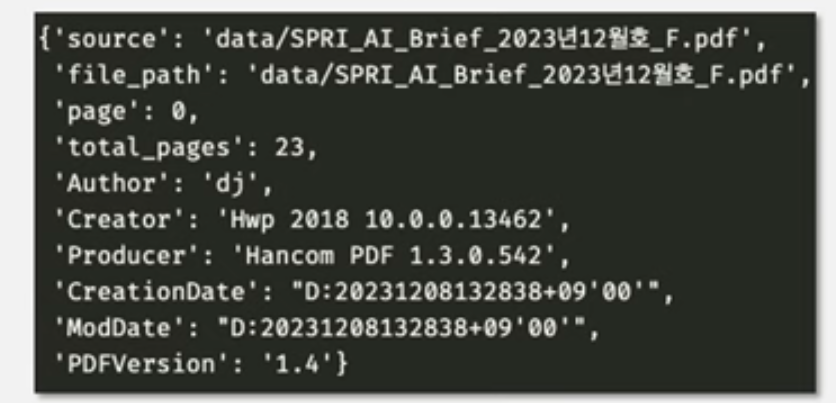 {'source': 'data/SPRI_AI_Brief_2023년12월호_F.pdf',
'file_path': 'data/SPRI_AI_Brief_2023년12월호_F.pdf',
'page': 0,
'total_pages': 23,
'Author': 'dj',
'Creator': 'Hwp 2018 10.0.0.13462',
'Producer': 'Hancom PDF 1.3.0.542',
'CreationDate': "D:20231208132838+09'00'",
'ModDate': "D:20231208132838+09'00'",
'PDFVersion': '1.4'}